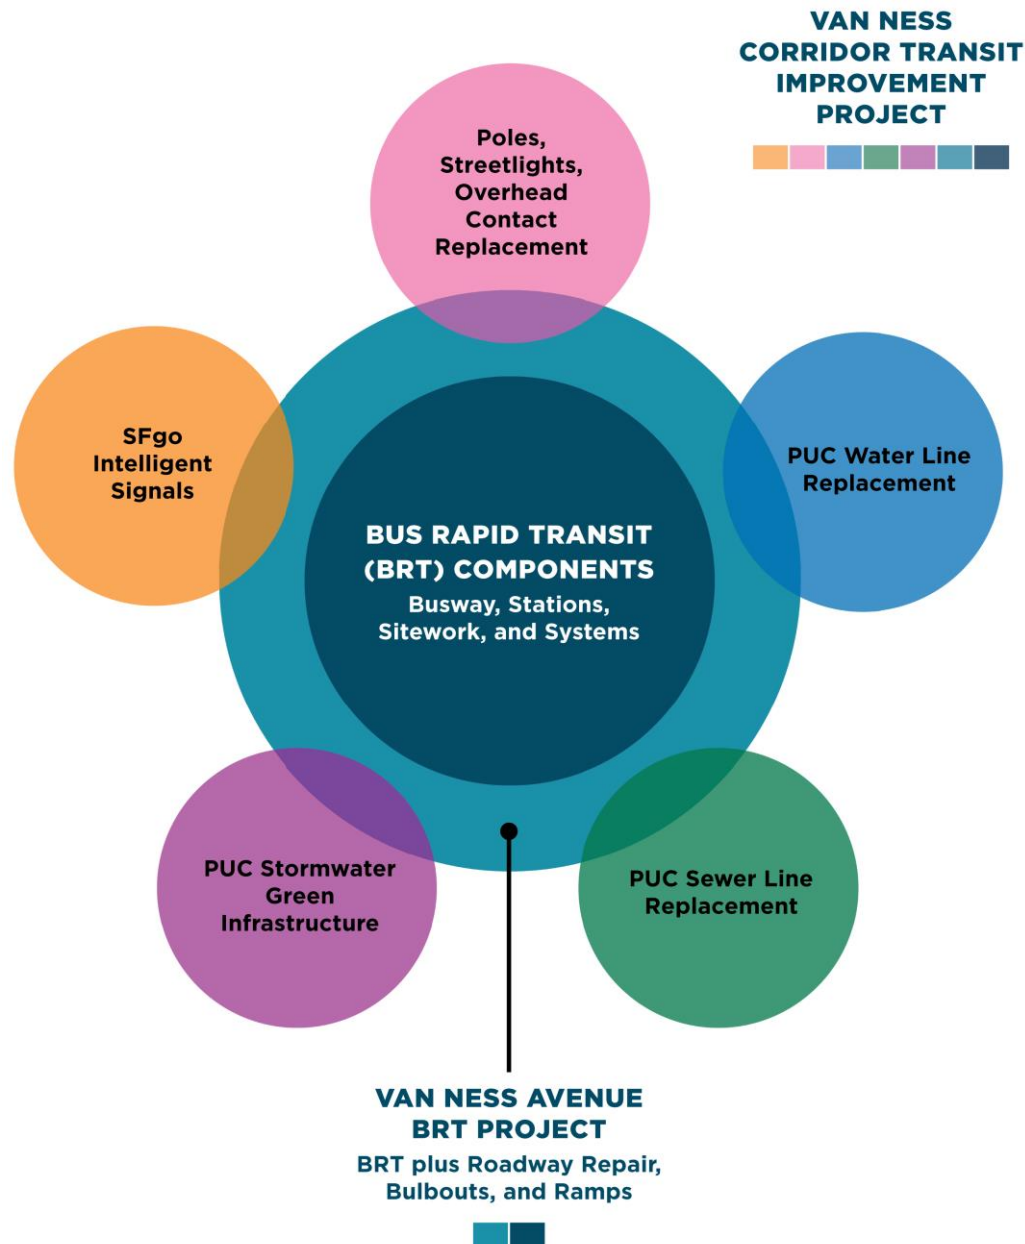 VAN NESS
CORRIDOR TRANSIT
IMPROVEMENT
PROJECT
Poles,
Streetlights,
Overhead
Contact
Replacement
SFgo
Intelligent
Signals
PUC Water Line
Replacement
BUS RAPID TRANSIT
(BRT) COMPONENTS
Busway, Stations,
Sitework, and Systems
PUC Stormwater
Green
Infrastructure
PUC Sewer Line
Replacement
VAN NESS AVENUE
BRT PROJECT
BRT plus Roadway Repair,
Bulbouts, and Ramps